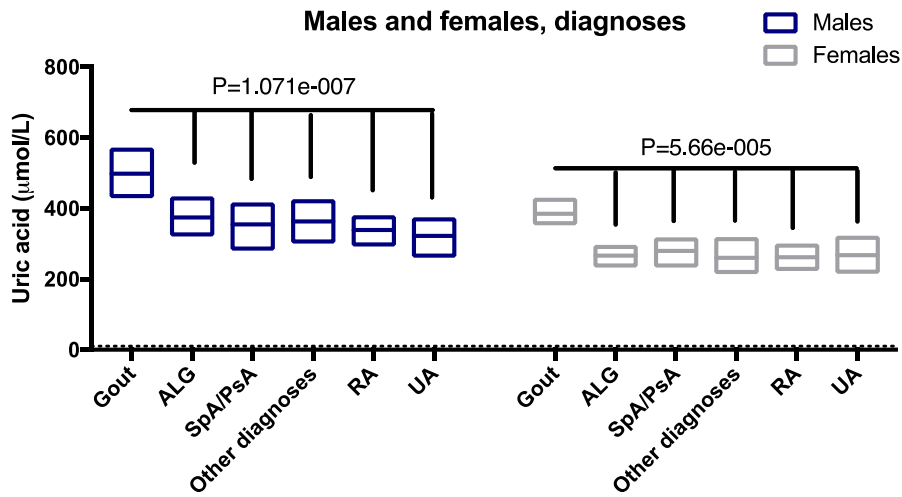 Males and females, diagnoses
Males
Females
P=1.071e-007
P=5.66e-005
Uric acid (μmol/L)
800
600
400
200
0
Gout
ALG
SpA/PsA
Other diagnoses
RA
UA
Gout
ALG
SpA/PsA
Other diagnoses
RA
UA